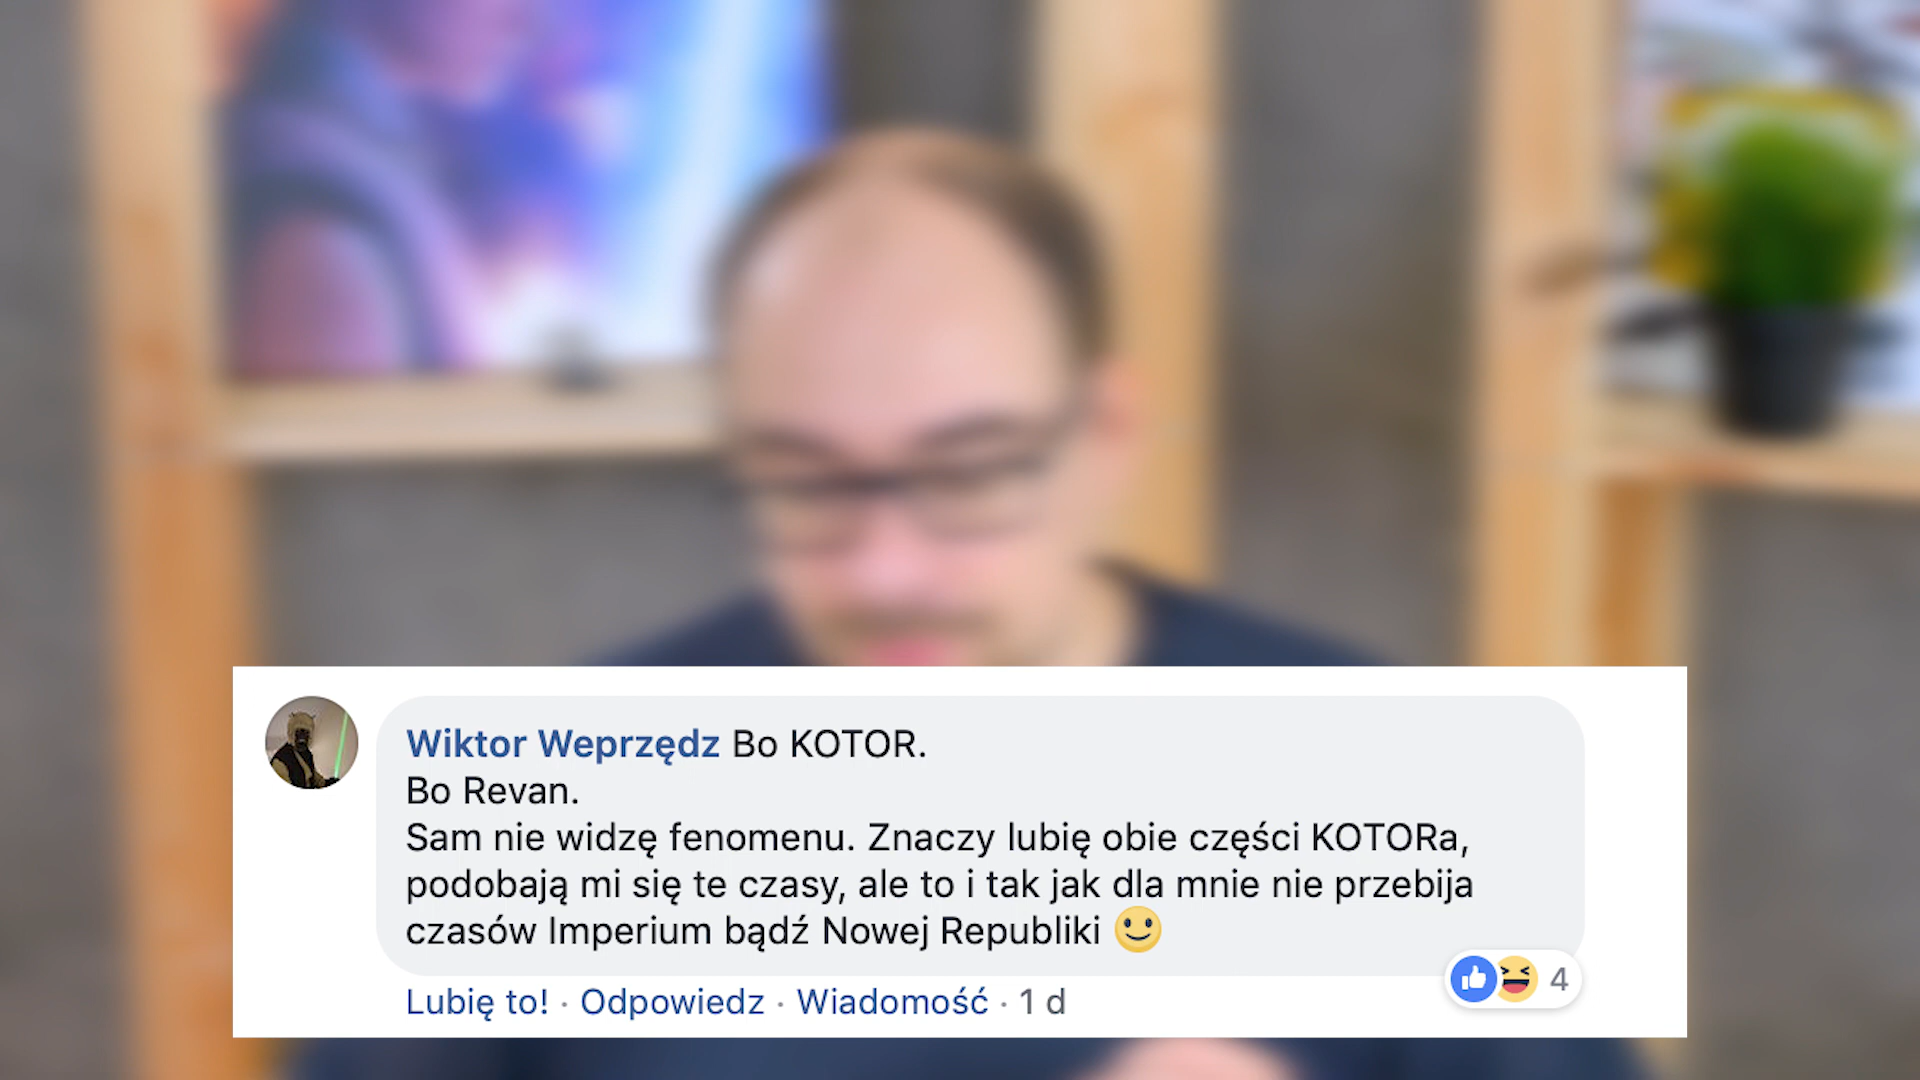 Wiktor Weprzędz Bo KOTOR.
Bo Revan.
Sam nie widzę fenomenu. Znaczy lubię obie części KOTORa,
podobają mi się te czasy, ale to i tak jak dla mnie nie przebija
czasów Imperium bądź Nowej Republiki 🙂
4
Lubię to! · Odpowiedz · Wiadomość · 1 d